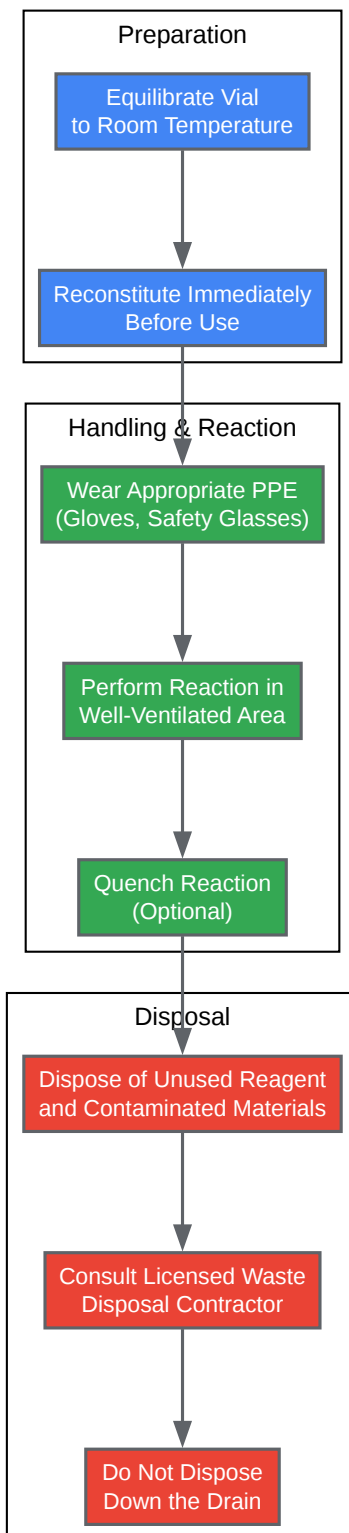 Preparation
Equilibrate Vial
to Room Temperature
Reconstitute Immediately
Before Use
Handling & Reaction
Wear Appropriate PPE
(Gloves, Safety Glasses)
Perform Reaction in
Well-Ventilated Area
Quench Reaction
(Optional)
Disposal
Dispose of Unused Reagent
and Contaminated Materials
Consult Licensed Waste
Disposal Contractor
Do Not Dispose
Down the Drain